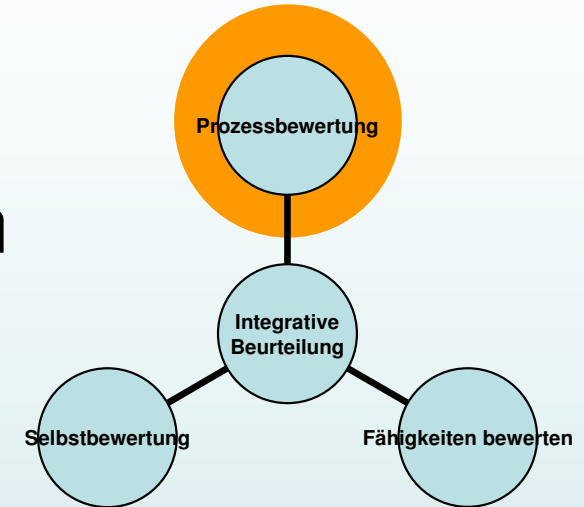 Prozessbewertung
n
Integrative
Beurteilung
Selbstbewertung
Fähigkeiten bewerten